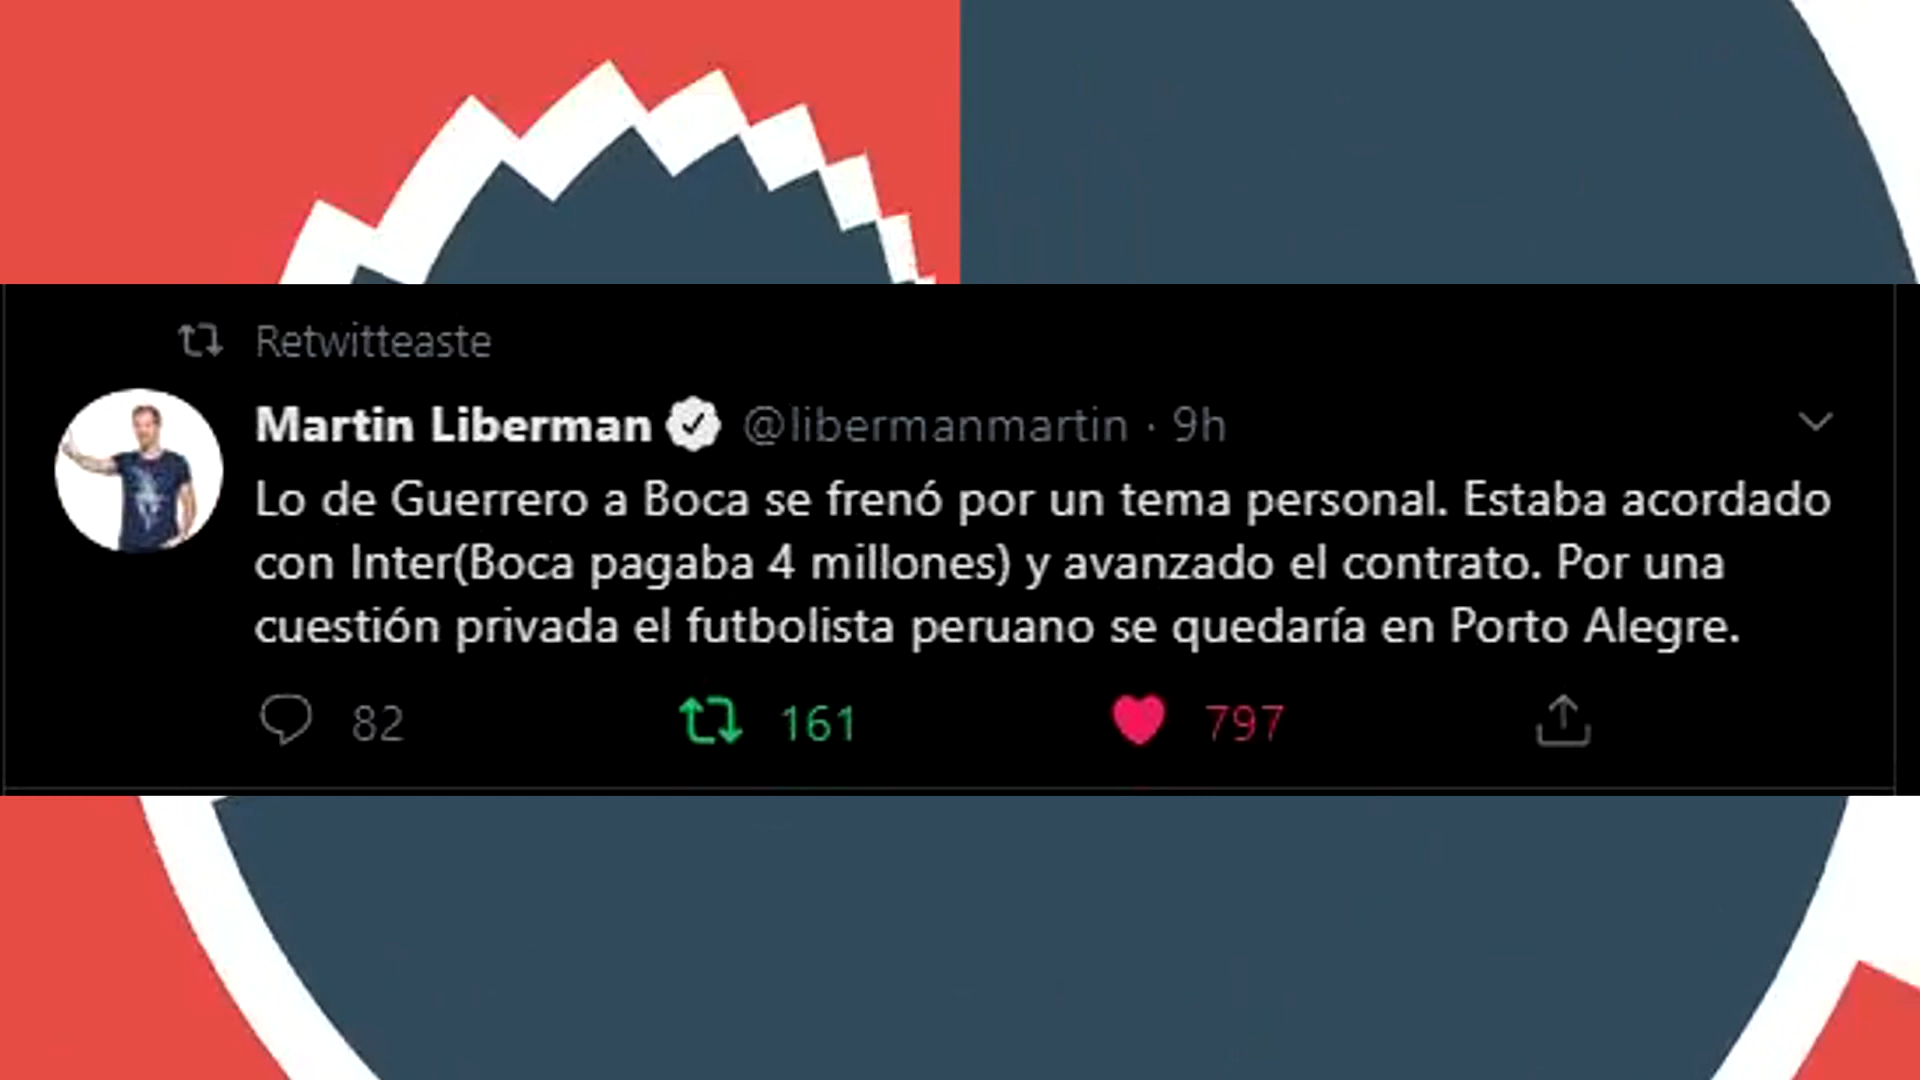 Retwitteaste
Martin Liberman @libermanmartin · 9h
Lo de Guerrero a Boca se frenó por un tema personal. Estaba acordado
con Inter(Boca pagaba 4 millones) y avanzado el contrato. Por una
cuestión privada el futbolista peruano se quedaría en Porto Alegre.
82 161 797